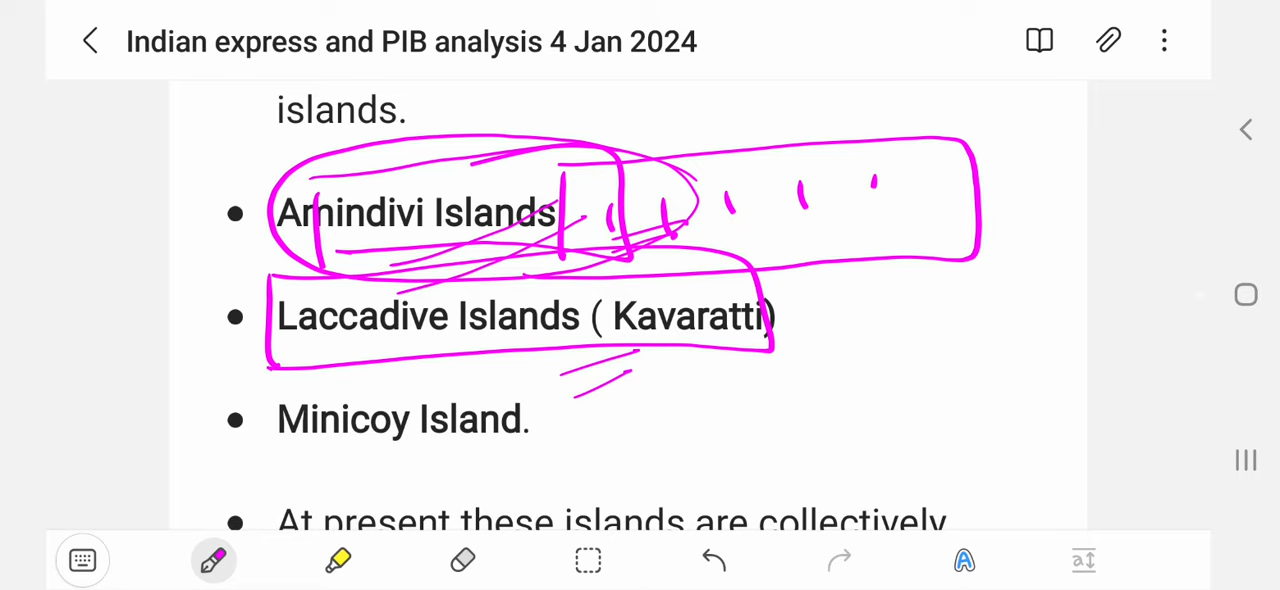 Indian express and PIB analysis 4 Jan 2024
islands.
● Amindivi Islands
● Laccadive Islands ( Kavaratti)
● Minicoy Island.
● At present these islands are collectively